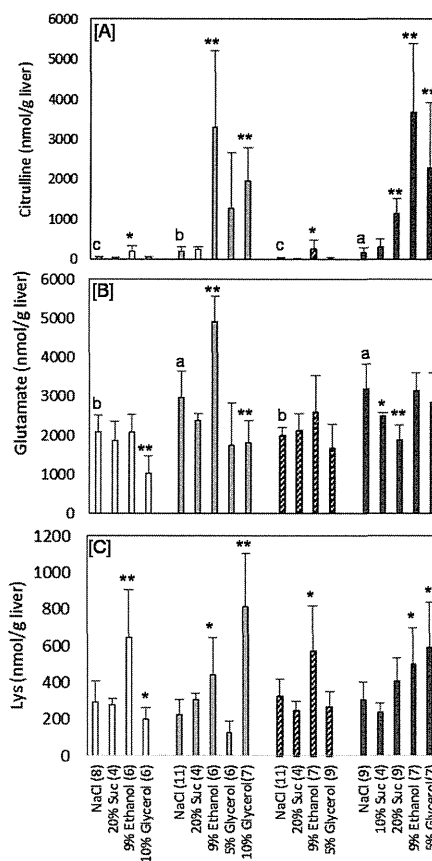 [A]
Citrulline (nmol/g liver)
6000
5000
4000
3000
2000
1000
0
c * b ** ** c * a ** ** **
[B]
Glutamate (nmol/g liver)
6000
5000
4000
3000
2000
1000
0
b ** a ** ** b a * **
[C]
Lys (nmol/g liver)
1200
1000
800
600
400
200
0
** * * ** * * *
NaCl (8)
20% Suc (4)
9% Ethanol (6)
10% Glycerol (6)
NaCl (11)
20% Suc (4)
9% Ethanol (6)
5% Glycerol (6)
10% Glycerol(7)
NaCl (11)
20% Suc (4)
9% Ethanol (7)
5% Glycerol (9)
NaCl (9)
10% Suc (4)
20% Suc (9)
9% Ethanol (7)
5% Glycerol (7)